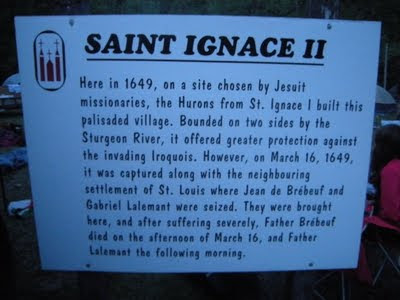 SAINT IGNACE II
Here in 1649, on a site chosen by Jesuit
missionaries, the Hurons from St. Ignace I built this
palisaded village. Bounded on two sides by the
Sturgeon River, it offered greater protection against
the invading Iroquois. However, on March 16, 1649,
it was captured along with the neighbouring
settlement of St. Louis where Jean de Brébeuf and
Gabriel Lalemant were seized. They were brought
here, and after suffering severely, Father Brébeuf
died on the afternoon of March 16, and Father
Lalemant the following morning.